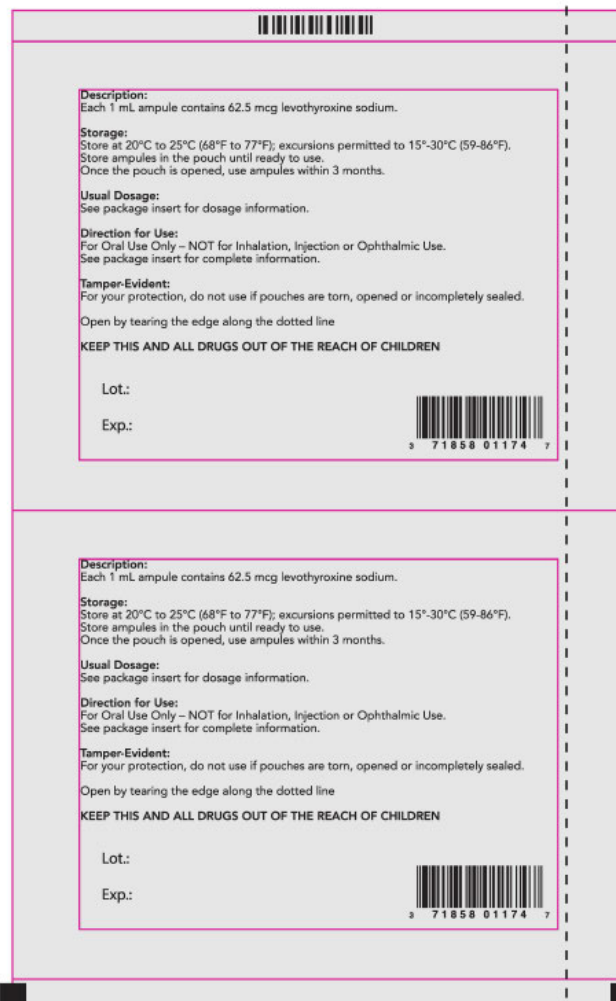 Description:
Each 1 mL ampule contains 62.5 mcg levothyroxine sodium.
Storage:
Store at 20°C to 25°C (68°F to 77°F); excursions permitted to 15°-30°C (59-86°F).
Store ampules in the pouch until ready to use.
Once the pouch is opened, use ampules within 3 months.
Usual Dosage:
See package insert for dosage information.
Direction for Use:
For Oral Use Only – NOT for Inhalation, Injection or Ophthalmic Use.
See package insert for complete information.
Tamper-Evident:
For your protection, do not use if pouches are torn, opened or incompletely sealed.
Open by tearing the edge along the dotted line
KEEP THIS AND ALL DRUGS OUT OF THE REACH OF CHILDREN
Lot.:
Exp.:
3 71858 01174 7
Description:
Each 1 mL ampule contains 62.5 mcg levothyroxine sodium.
Storage:
Store at 20°C to 25°C (68°F to 77°F); excursions permitted to 15°-30°C (59-86°F).
Store ampules in the pouch until ready to use.
Once the pouch is opened, use ampules within 3 months.
Usual Dosage:
See package insert for dosage information.
Direction for Use:
For Oral Use Only – NOT for Inhalation, Injection or Ophthalmic Use.
See package insert for complete information.
Tamper-Evident:
For your protection, do not use if pouches are torn, opened or incompletely sealed.
Open by tearing the edge along the dotted line
KEEP THIS AND ALL DRUGS OUT OF THE REACH OF CHILDREN
Lot.:
Exp.:
3 71858 01174 7